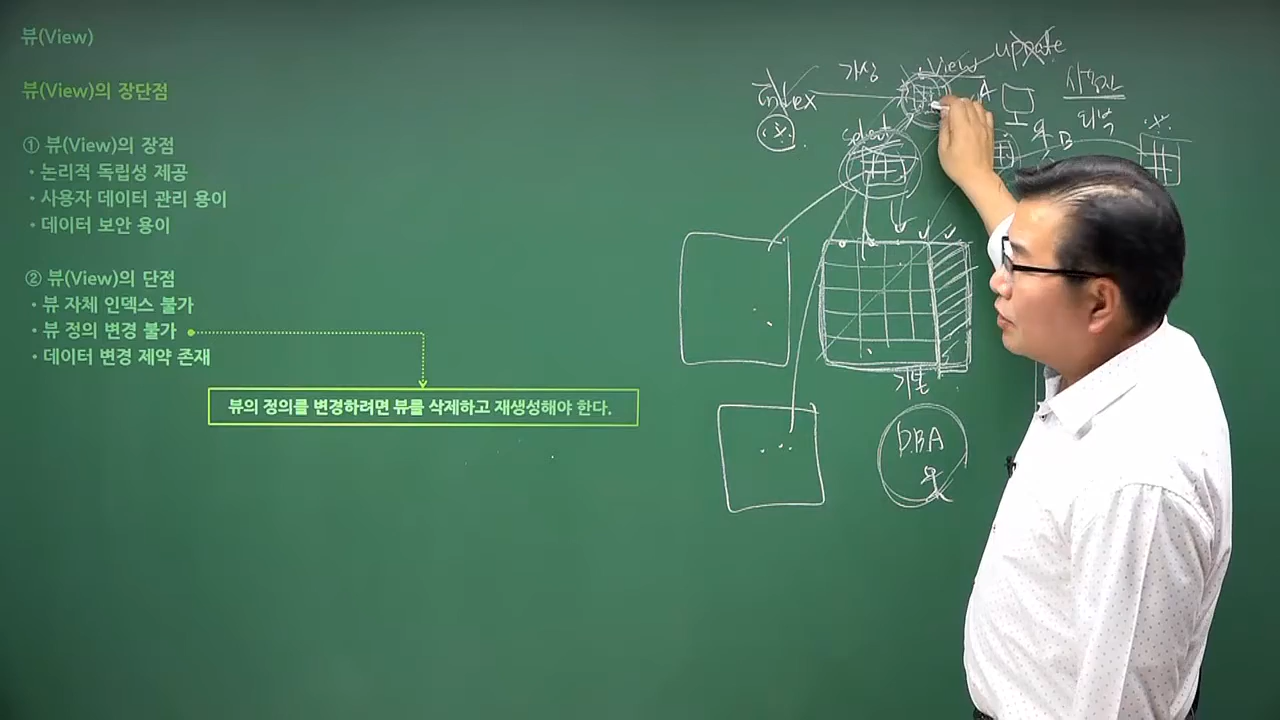 뷰(View)
뷰(View)의 장단점
① 뷰(View)의 장점
• 논리적 독립성 제공
• 사용자 데이터 관리 용이
• 데이터 보안 용이
② 뷰(View)의 단점
• 뷰 자체 인덱스 불가
• 뷰 정의 변경 불가
• 데이터 변경 제약 존재
뷰의 정의를 변경하려면 뷰를 삭제하고 재생성해야 한다.
가상
View
update
index
A
select
B
D.B.A